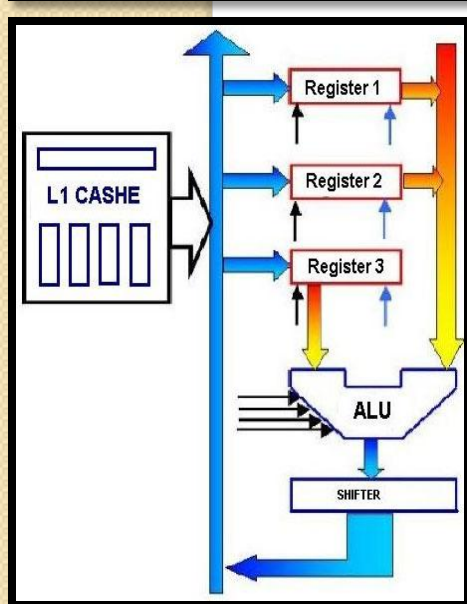 Register 1
Register 2
L1 CASHE
Register 3
ALU
SHIFTER